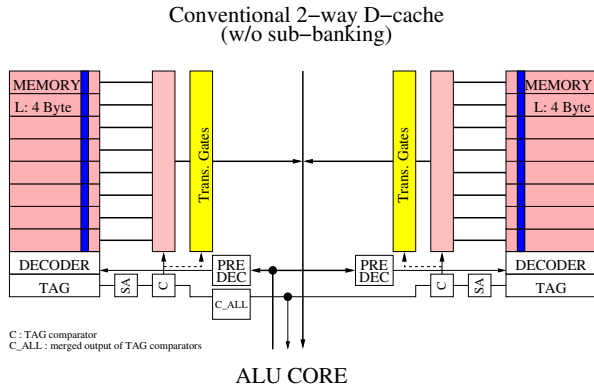 Conventional 2−way D−cache
(w/o sub−banking)
MEMORY
L: 4 Byte
Trans. Gates
Trans. Gates
MEMORY
L: 4 Byte
DECODER
PRE
DEC
PRE
DEC
DECODER
TAG
SA
C
C_ALL
C
SA
TAG
C : TAG comparator
C_ALL : merged output of TAG comparators
ALU CORE